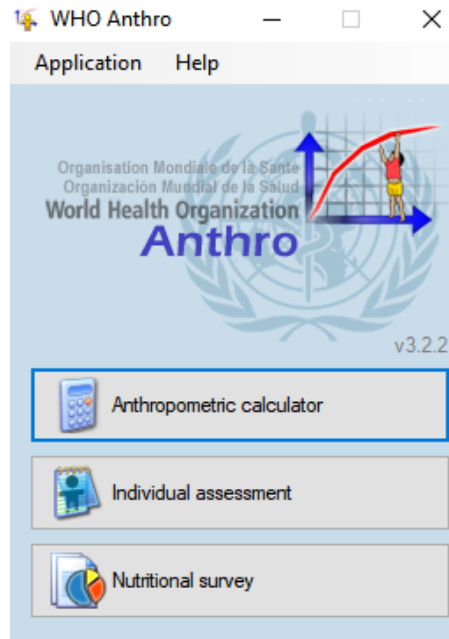 WHO Anthro
Application Help
Organisation Mondiale de la Santé
Organización Mundial de la Salud
World Health Organization
Anthro
v3.2.2
Anthropometric calculator
Individual assessment
Nutritional survey